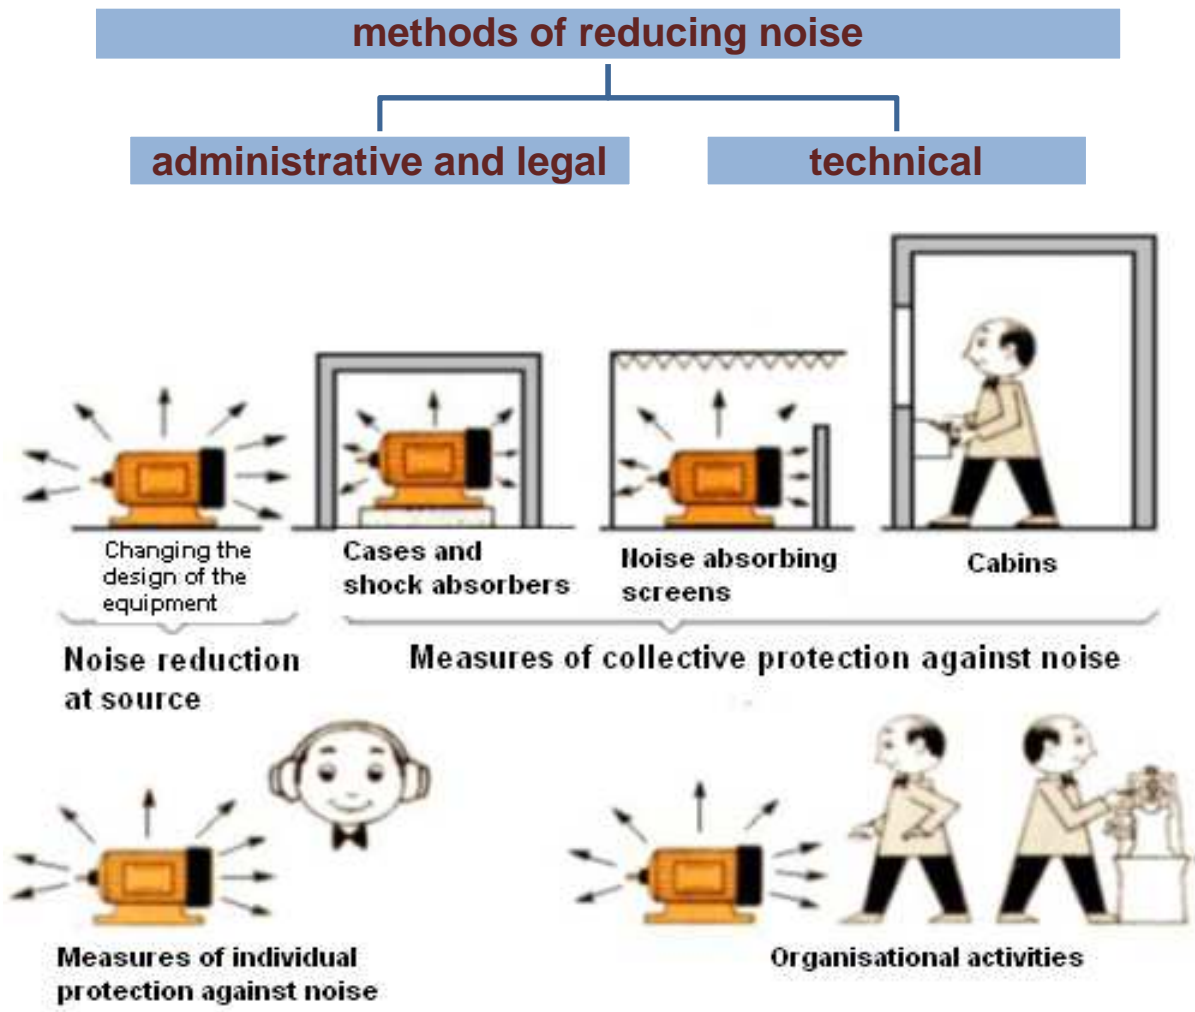 methods of reducing noise
administrative and legal
technical
Changing the
design of the
equipment
Cases and
shock absorbers
Noise absorbing
screens
Cabins
Noise reduction
at source
Measures of collective protection against noise
Measures of individual
protection against noise
Organisational activities